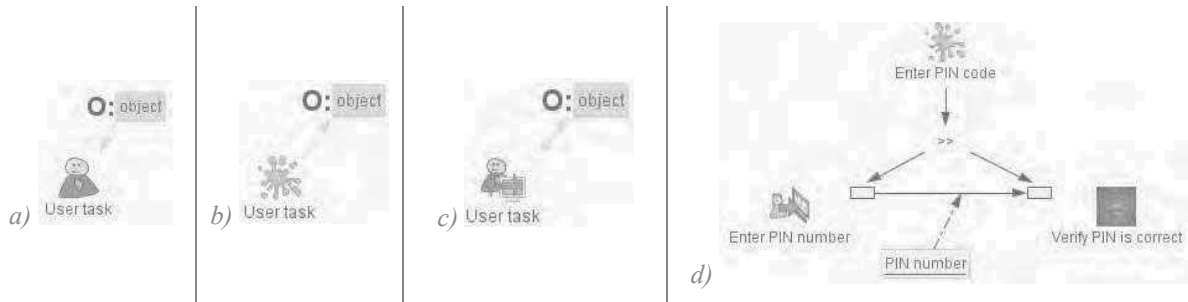 O: object
User task
a)
O: object
User task
b)
O: object
User task
c)
Enter PIN code
>>
Enter PIN number
Verify PIN is correct
PIN number
d)